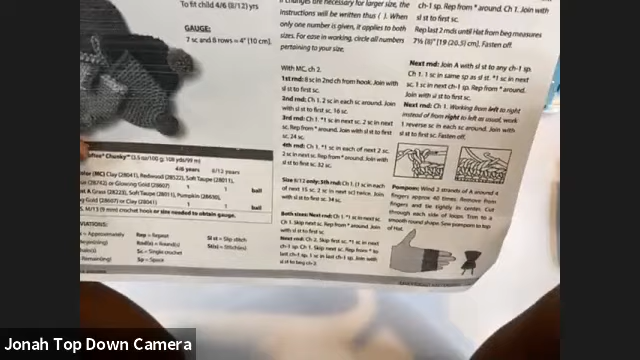 To fit child 4/6 (8/12) yrs
GAUGE:
7 sc and 6 rows = 4" [10 cm].
changes are necessary for larger size, the
instructions will be written thus ( ). When
only one number is given, it applies to both
sizes. For ease in working, circle all numbers
pertaining to your size.
With MC, ch 2.
1st rnd: 8 sc in 2nd ch from hook. Join with
sl st to first sc.
2nd rnd: Ch 1. 2 sc in each sc around. Join
with sl st to first sc. 16 sc.
3rd rnd: Ch 1. *1 sc in next sc. 2 sc in next
sc. Rep from * around. Join with sl st to first
sc. 24 sc.
4th rnd: Ch 1. *1 sc in each of next 2 sc.
2 sc in next sc. Rep from * around. Join with
sl st to first sc. 32 sc.
Size 8/12 only: 5th rnd: Ch 1. (1 sc in each
of next 15 sc. 2 sc in next sc) twice. Join
with sl st to first sc. 34 sc.
Both sizes: Next rnd: Ch 1. *1 sc in next sc.
Ch 1. Skip next sc. Rep from * around. Join
with sl st to first sc.
Next rnd: Ch 2. Skip first sc. *1 sc in next
ch-1 sp. Ch 1. Skip next sc. Rep from * to
last ch-1 sp. 1 sc in last ch-1 sp. Join with
sl st to beg ch-2.
ch-1 sp. Rep from * around. Ch 1. Join with
sl st to first sc.
Rep last 2 rnds until Hat from beg measures
7½ (8)" [19 (20.5) cm]. Fasten off.
Next rnd: Join A with sl st to any ch-1 sp.
Ch 1. 1 sc in same sp as sl st. *1 sc in next
sc. 1 sc in next ch-1 sp. Rep from * around.
Join with sl st to first sc.
Next rnd: Ch 1. Working from left to right
instead of from right to left as usual, work
1 reverse sc in each sc around. Join with
sl st to first sc. Fasten off.
Pompom: Wind 2 strands of A around 4
fingers approx 40 times. Remove from
fingers and tie tightly in center. Cut
through each side of loops. Trim to a
smooth round shape. Sew pompom to top
of Hat.
Chunky™ (3.5 oz/100 g; 108 yds/99 m)
4/6 years 8/12 years
(MC) Clay (28041), Redwood (28522), Soft Taupe (28011),
or Glowing Gold (28607) 1 1 ball
A Grass (28223), Soft Taupe (28011), Pumpkin (28630),
Gold (28607) or Clay (28041) 1 1 ball
M/13 (9 mm) crochet hook or size needed to obtain gauge.
= Approximately Rep = Repeat Sl st = Slip stitch
Rnd(s) = Round(s) St(s) = Stitch(es)
Sc = Single crochet
Sp = Space
Jonah Top Down Camera